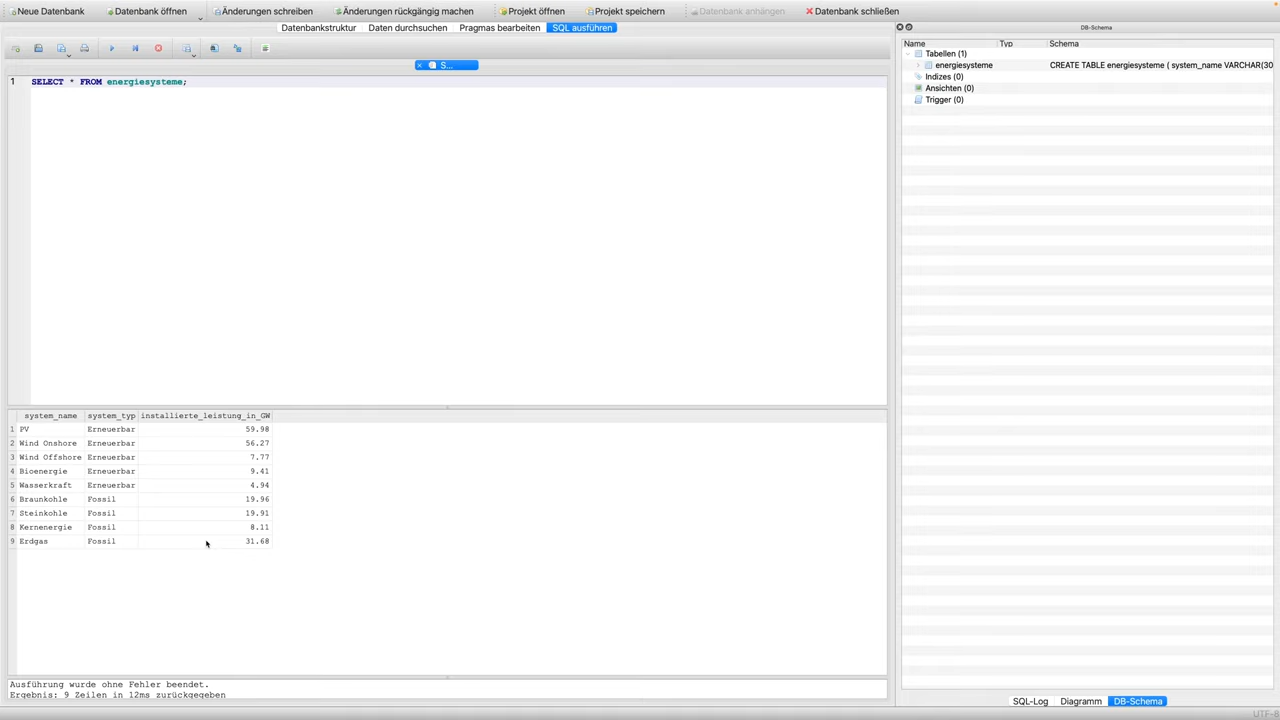 Neue Datenbank Datenbank öffnen Änderungen schreiben Änderungen rückgängig machen Projekt öffnen Projekt speichern Datenbank anhängen Datenbank schließen
Datenbankstruktur Daten durchsuchen Pragmas bearbeiten SQL ausführen
S...
1 SELECT * FROM energiesysteme;
system_name system_typ installierte_leistung_in_GW
1 PV Erneuerbar 59.98
2 Wind Onshore Erneuerbar 56.27
3 Wind Offshore Erneuerbar 7.77
4 Bioenergie Erneuerbar 9.41
5 Wasserkraft Erneuerbar 4.94
6 Braunkohle Fossil 19.96
7 Steinkohle Fossil 19.91
8 Kernenergie Fossil 8.11
9 Erdgas Fossil 31.68
Ausführung wurde ohne Fehler beendet.
Ergebnis: 9 Zeilen in 12ms zurückgegeben
DB-Schema
Name Typ Schema
Tabellen (1)
energiesysteme CREATE TABLE energiesysteme ( system_name VARCHAR(30
Indizes (0)
Ansichten (0)
Trigger (0)
SQL-Log Diagramm DB-Schema
UTF-8